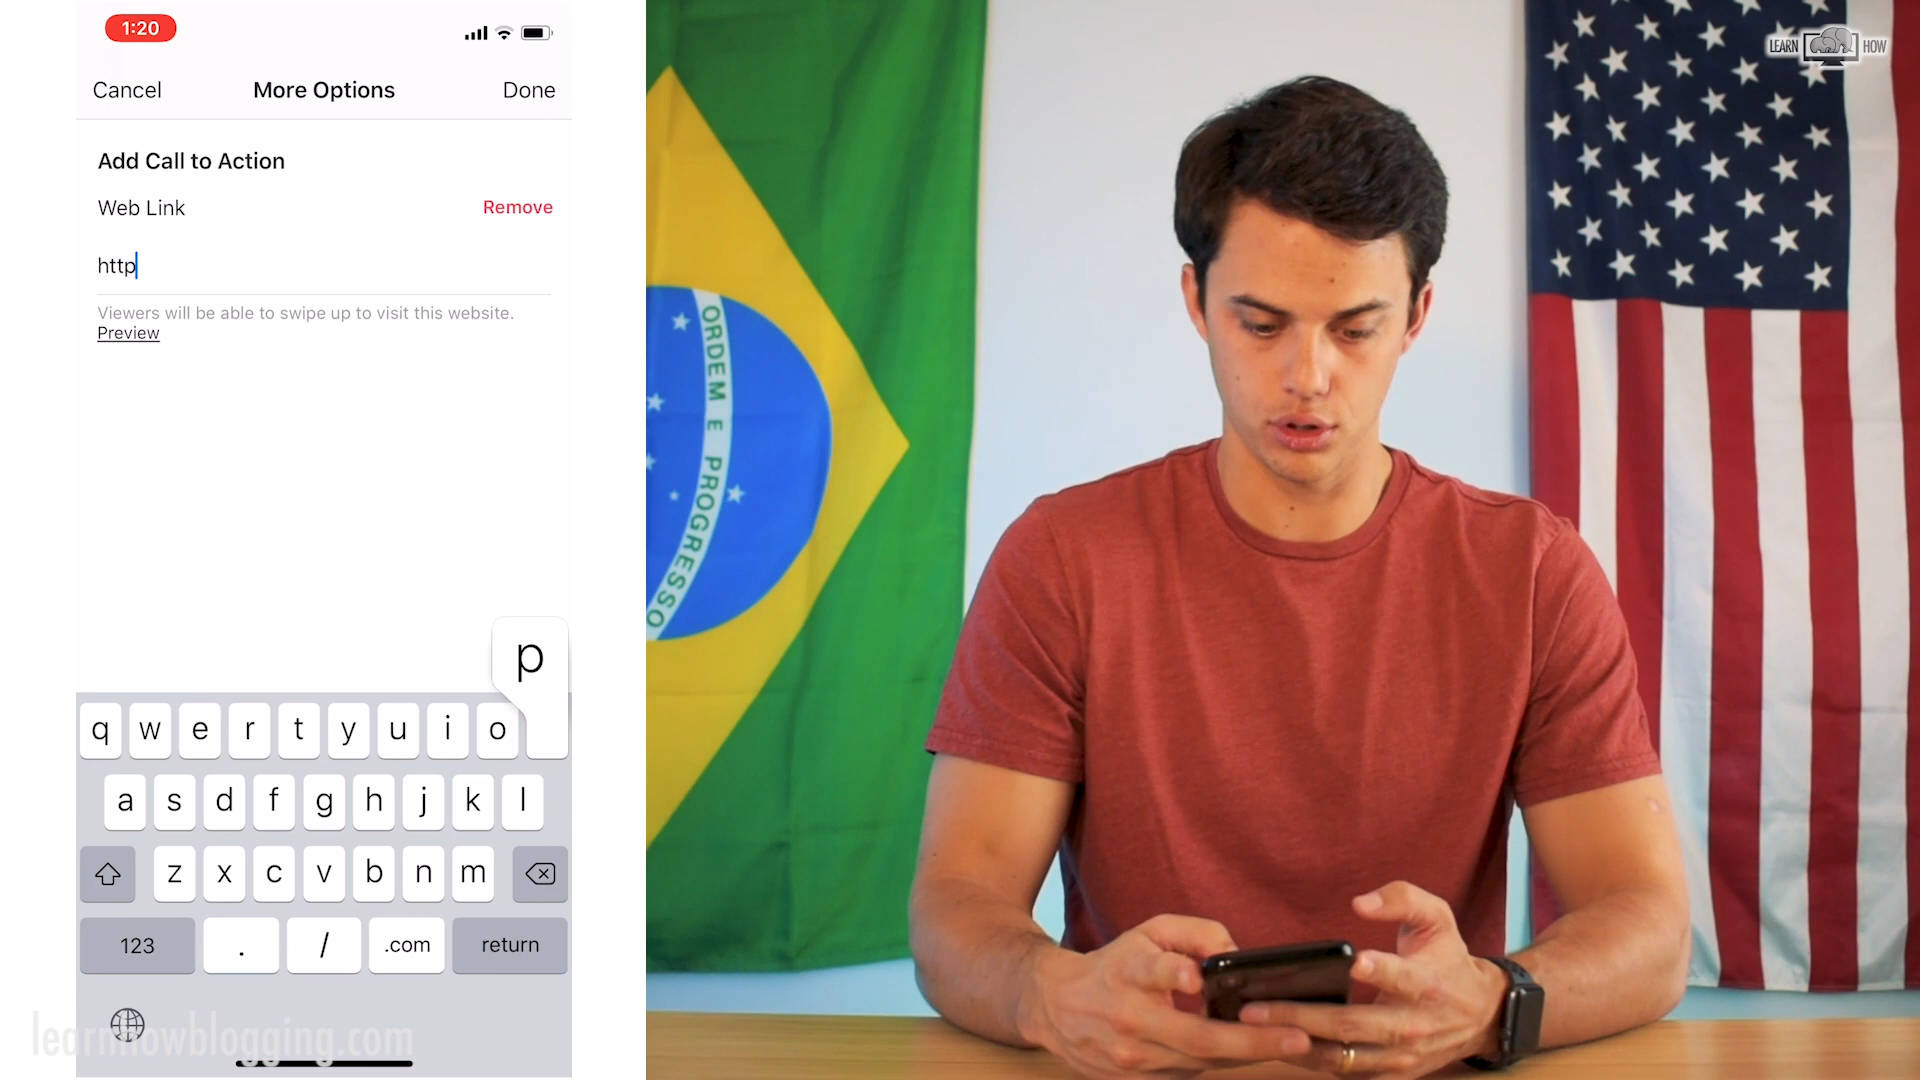 1:20
Cancel
More Options
Done
Add Call to Action
Web Link
Remove
http
Viewers will be able to swipe up to visit this website.
Preview
p
q w e r t y u i o
a s d f g h j k l
z x c v b n m
123 . / .com return
learnhowblogging.com
ORDEM E PROGRESSO
LEARN HOW